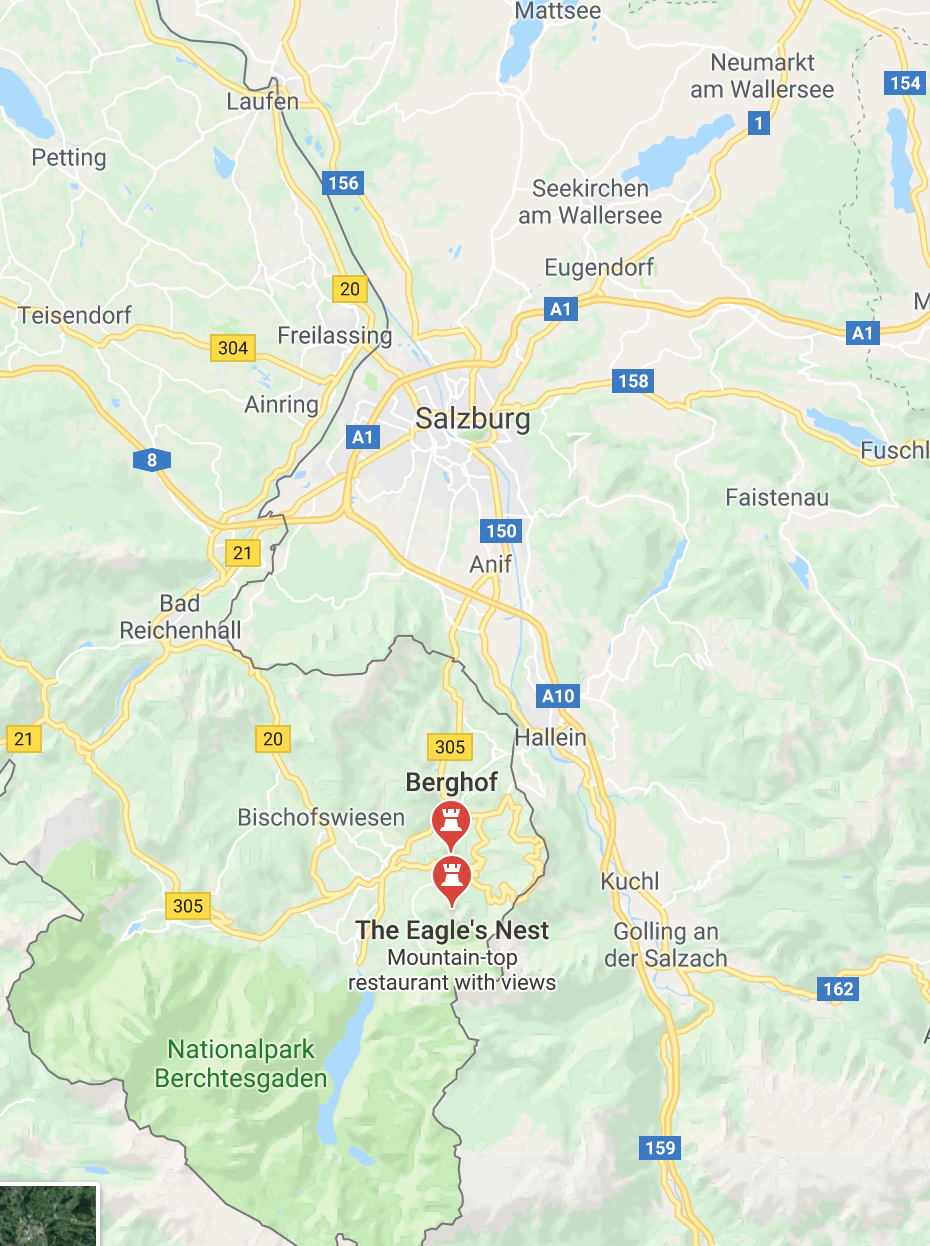 Mattsee
Neumarkt
am Wallersee
154
1
Laufen
Petting
156
Seekirchen
am Wallersee
Eugendorf
20
A1
Teisendorf
M
Freilassing
A1
304
158
Ainring
Salzburg
A1
Fuschl
8
Faistenau
150
21
Anif
Bad
Reichenhall
A10
21
20
305
Hallein
Berghof
Bischofswiesen
Kuchl
305
The Eagle's Nest
Mountain-top
restaurant with views
Golling an
der Salzach
162
A
Nationalpark
Berchtesgaden
159